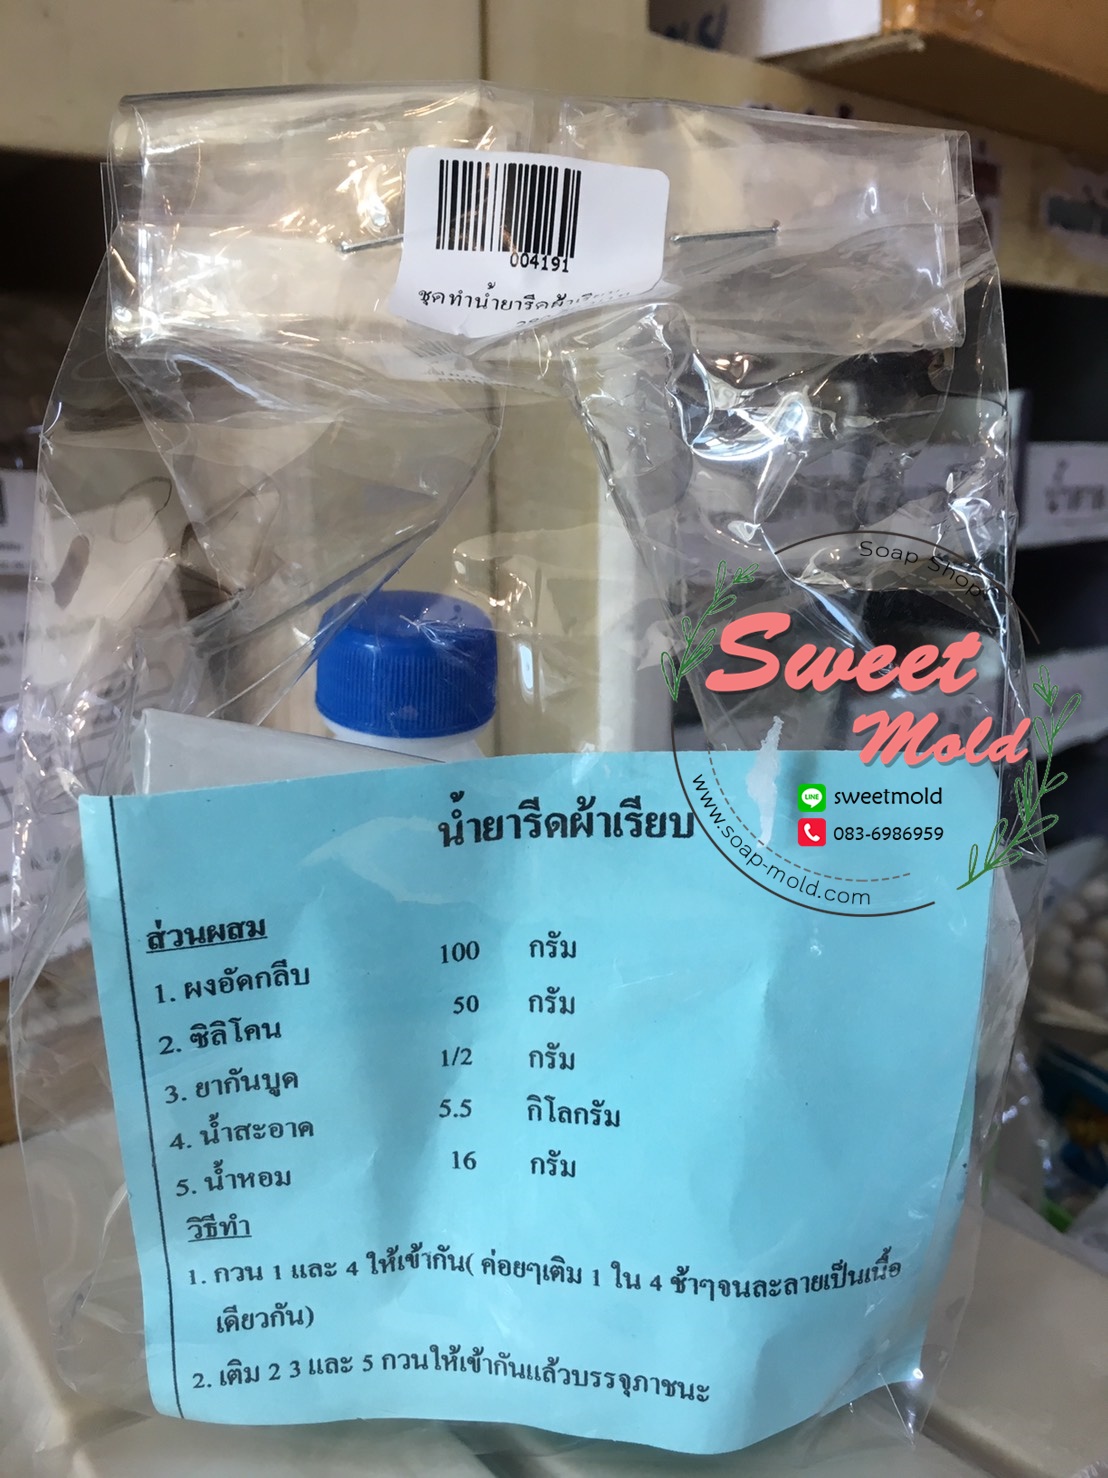 004191
ชุดทำน้ำยารีดผ้าเรียบ
Soap Shop
Sweet
Mold
LINE sweetmold
083-6986959
www.soap-mold.com
น้ำยารีดผ้าเรียบ
ส่วนผสม
1. ผงอัดกลีบ 100 กรัม
2. ซิลิโคน 50 กรัม
3. ยากันบูด 1/2 กรัม
4. น้ำสะอาด 5.5 กิโลกรัม
5. น้ำหอม 16 กรัม
วิธีทำ
1. กวน 1 และ 4 ให้เข้ากัน( ค่อยๆเติม 1 ใน 4 ช้าๆจนละลายเป็นเนื้อ
เดียวกัน)
2. เติม 2 3 และ 5 กวนให้เข้ากันแล้วบรรจุภาชนะ